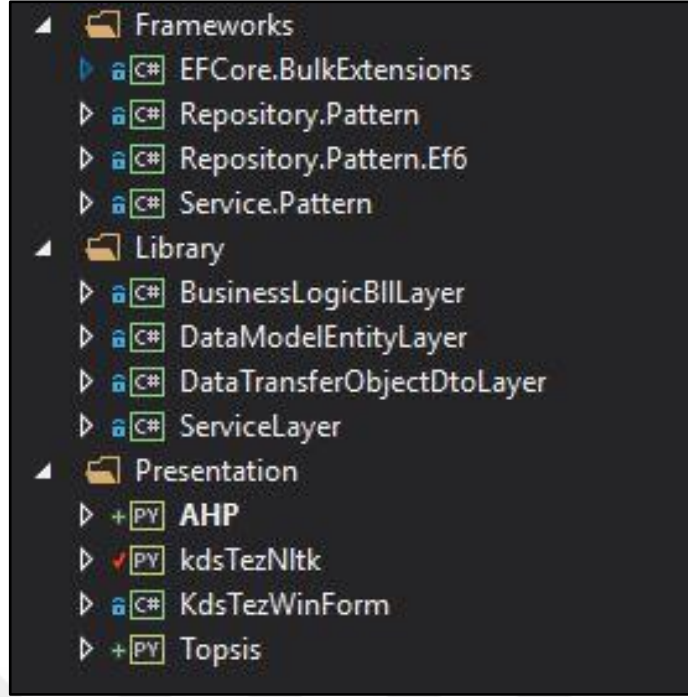 Frameworks
C# EFCore.BulkExtensions
C# Repository.Pattern
C# Repository.Pattern.Ef6
C# Service.Pattern
Library
C# BusinessLogicBllLayer
C# DataModelEntityLayer
C# DataTransferObjectDtoLayer
C# ServiceLayer
Presentation
PY AHP
PY kdsTezNltk
C# KdsTezWinForm
PY Topsis